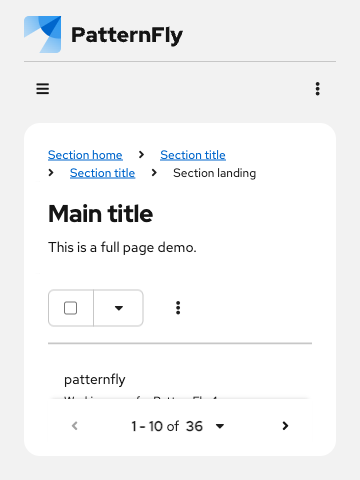 PatternFly
Section home Section title
Section title Section landing
Main title
This is a full page demo.
patternfly
1 - 10 of 36